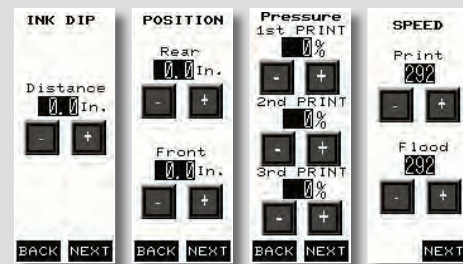 INK DIP
Distance
0.0 In.
- +
BACK NEXT
POSITION
Rear
0.0 In.
- +
Front
0.0 In.
- +
BACK NEXT
Pressure
1st PRINT
0%
- +
2nd PRINT
0%
- +
3rd PRINT
0%
- +
BACK NEXT
SPEED
Print
292
- +
Flood
292
- +
NEXT